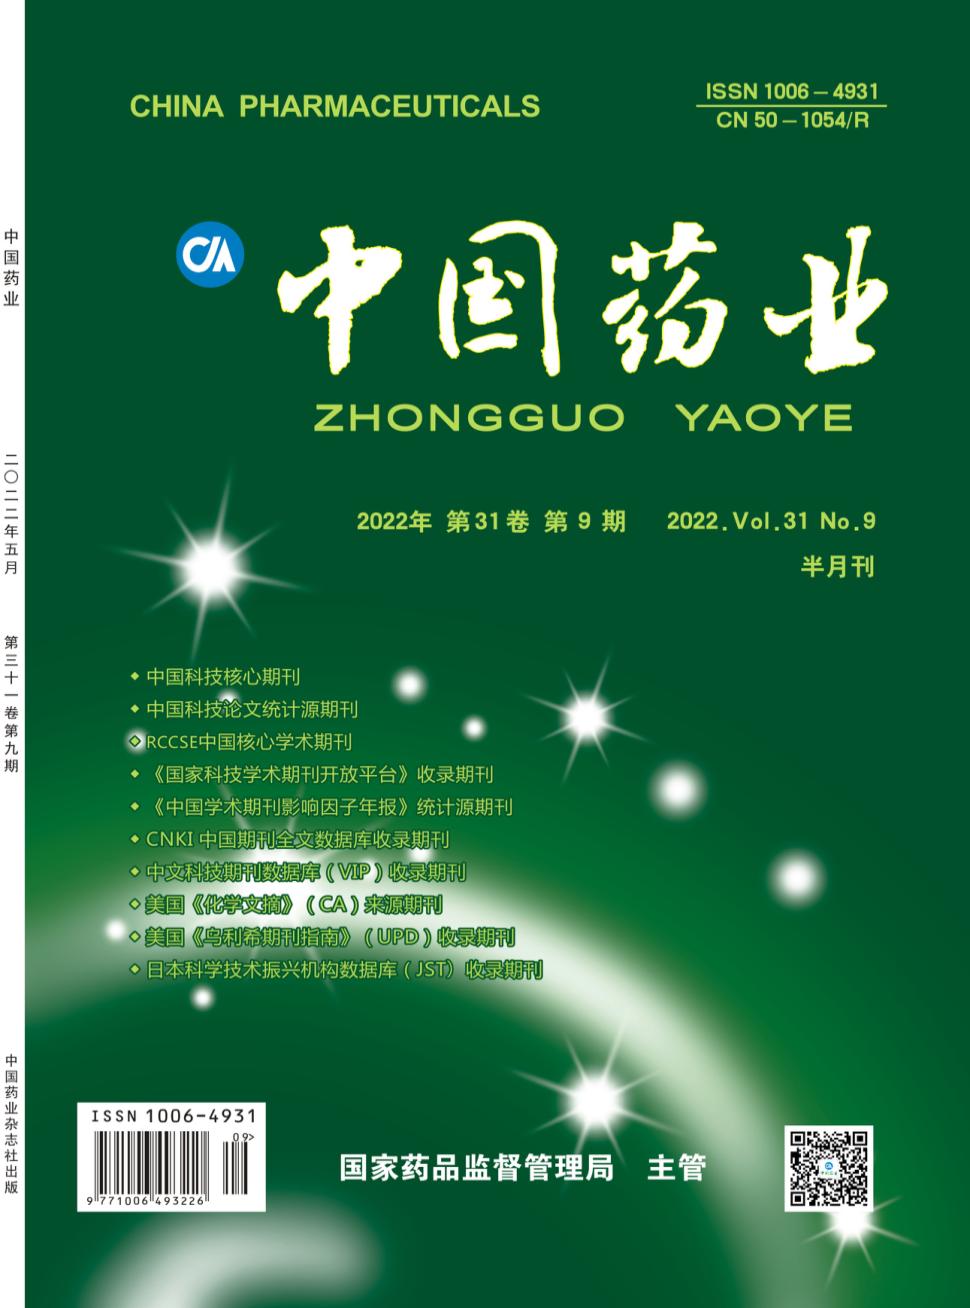 中国药业
二〇二二年五月
第三十一卷第九期
中国药业杂志社出版
CHINA PHARMACEUTICALS
ISSN 1006－4931
CN 50－1054/R
CA
中国药业
ZHONGGUO YAOYE
2022年 第31卷 第 9 期 2022.Vol.31 No.9
半月刊
◆ 中国科技核心期刊
◆ 中国科技论文统计源期刊
◆ RCCSE中国核心学术期刊
◆ 《国家科技学术期刊开放平台》收录期刊
◆ 《中国学术期刊影响因子年报》统计源期刊
◆ CNKI 中国期刊全文数据库收录期刊
◆ 中文科技期刊数据库（VIP）收录期刊
◆ 美国《化学文摘》（CA）来源期刊
◆ 美国《乌利希期刊指南》（UPD）收录期刊
◆ 日本科学技术振兴机构数据库（JST）收录期刊
ISSN 1006-4931
09>
9 771006 493226
国家药品监督管理局 主管